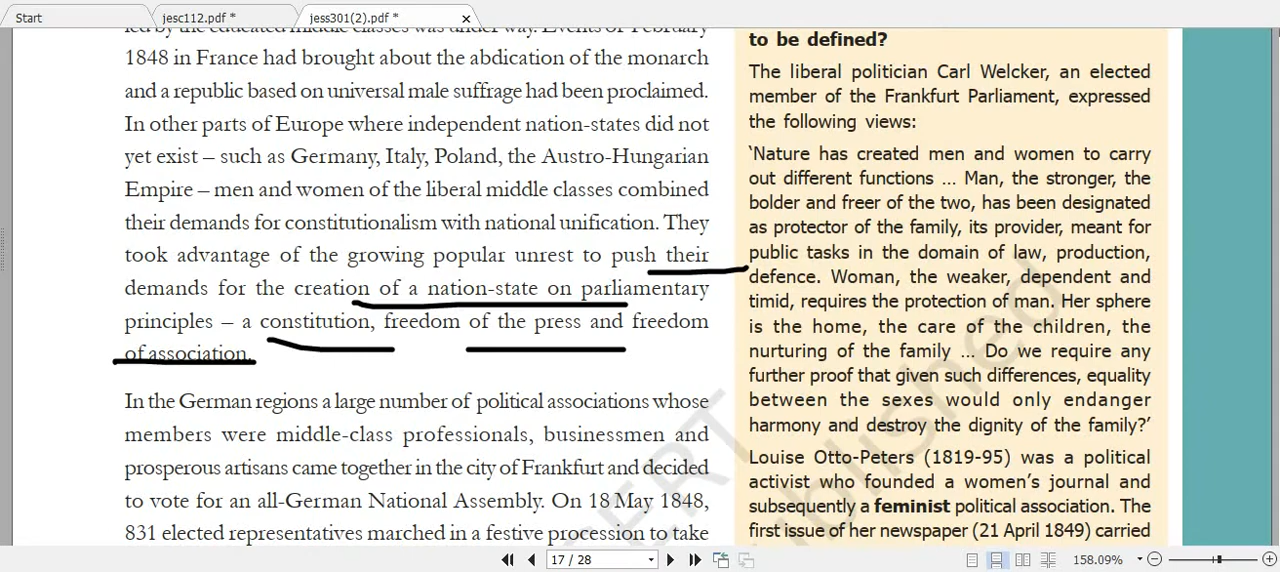 Start
jesc112.pdf *
jess301(2).pdf *
led by the educated middle classes was under way. Events of February
1848 in France had brought about the abdication of the monarch
and a republic based on universal male suffrage had been proclaimed.
In other parts of Europe where independent nation-states did not
yet exist – such as Germany, Italy, Poland, the Austro-Hungarian
Empire – men and women of the liberal middle classes combined
their demands for constitutionalism with national unification. They
took advantage of the growing popular unrest to push their
demands for the creation of a nation-state on parliamentary
principles – a constitution, freedom of the press and freedom
of association.
In the German regions a large number of political associations whose
members were middle-class professionals, businessmen and
prosperous artisans came together in the city of Frankfurt and decided
to vote for an all-German National Assembly. On 18 May 1848,
831 elected representatives marched in a festive procession to take
to be defined?
The liberal politician Carl Welcker, an elected
member of the Frankfurt Parliament, expressed
the following views:
‘Nature has created men and women to carry
out different functions … Man, the stronger, the
bolder and freer of the two, has been designated
as protector of the family, its provider, meant for
public tasks in the domain of law, production,
defence. Woman, the weaker, dependent and
timid, requires the protection of man. Her sphere
is the home, the care of the children, the
nurturing of the family … Do we require any
further proof that given such differences, equality
between the sexes would only endanger
harmony and destroy the dignity of the family?’
Louise Otto-Peters (1819-95) was a political
activist who founded a women’s journal and
subsequently a feminist political association. The
first issue of her newspaper (21 April 1849) carried
17 / 28
158.09%